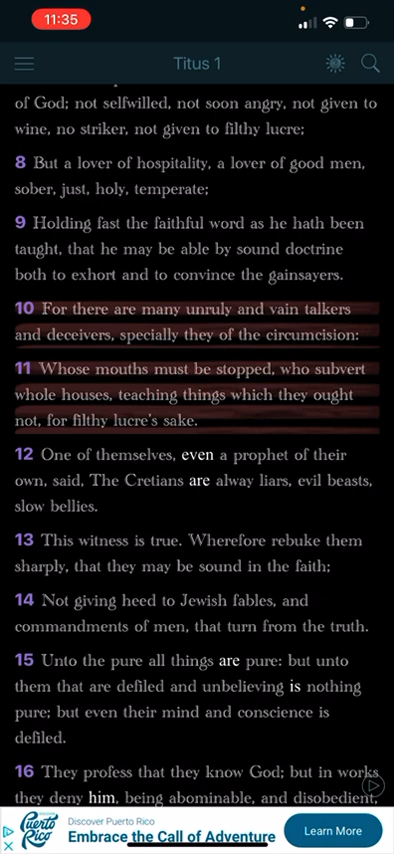 11:35
Titus 1
of God; not selfwilled, not soon angry, not given to
wine, no striker, not given to filthy lucre;
8 But a lover of hospitality, a lover of good men,
sober, just, holy, temperate;
9 Holding fast the faithful word as he hath been
taught, that he may be able by sound doctrine
both to exhort and to convince the gainsayers.
10 For there are many unruly and vain talkers
and deceivers, specially they of the circumcision:
11 Whose mouths must be stopped, who subvert
whole houses, teaching things which they ought
not, for filthy lucre's sake.
12 One of themselves, even a prophet of their
own, said, The Cretians are alway liars, evil beasts,
slow bellies.
13 This witness is true. Wherefore rebuke them
sharply, that they may be sound in the faith;
14 Not giving heed to Jewish fables, and
commandments of men, that turn from the truth.
15 Unto the pure all things are pure: but unto
them that are defiled and unbelieving is nothing
pure; but even their mind and conscience is
defiled.
16 They profess that they know God; but in works
they deny him, being abominable, and disobedient,
Puerto Rico
Discover Puerto Rico
Embrace the Call of Adventure
Learn More